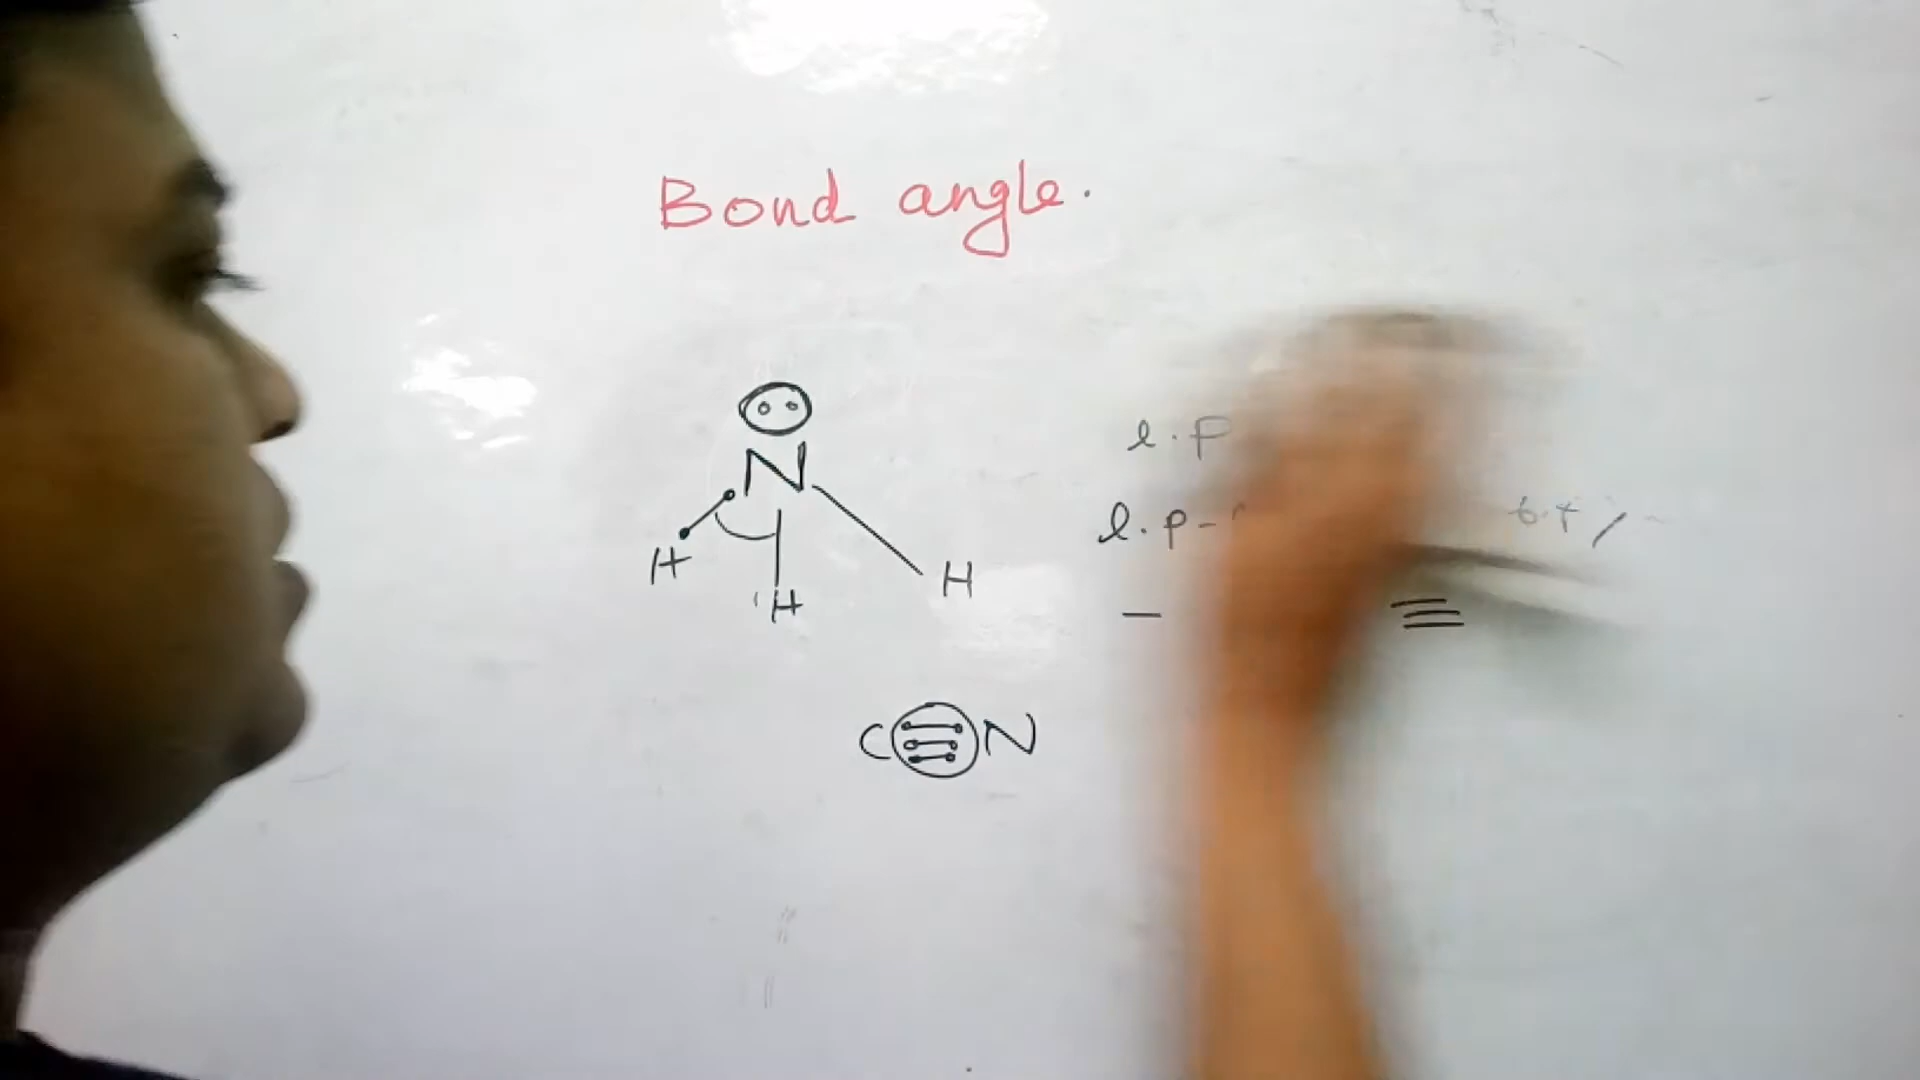 Bond angle.
N
H
H
H
l.p
l.p-
C≡N